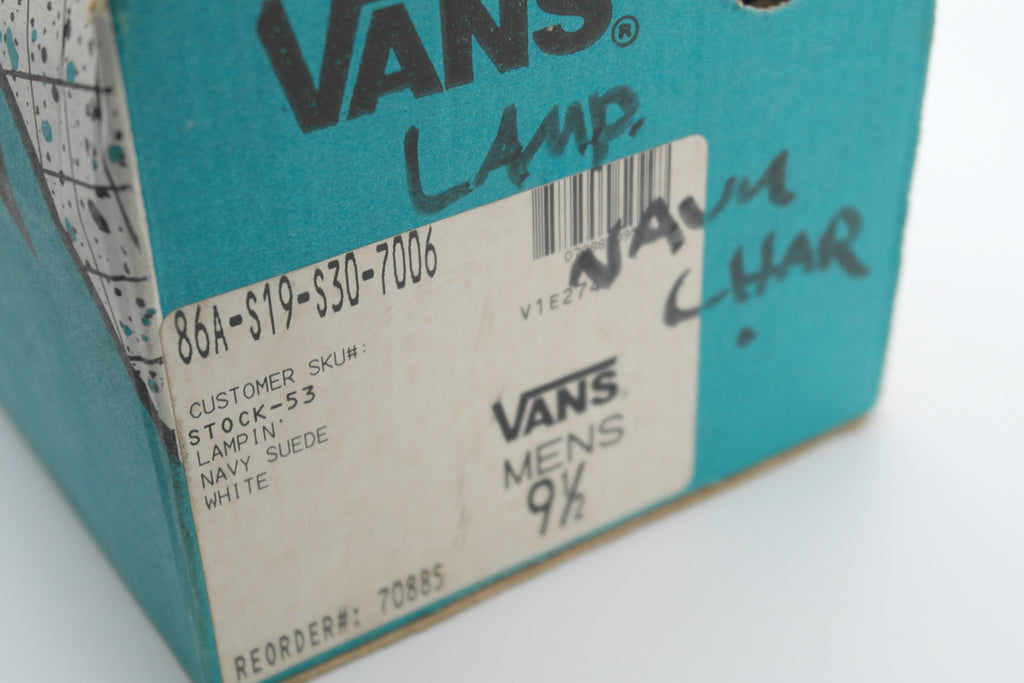 VANS®
LAMP.
NAVY
CHAR
86A-S19-S30-7006
V1E274
CUSTOMER SKU#:
STOCK-53
LAMPIN'
NAVY SUEDE
WHITE
VANS
MENS
9½
REORDER#: 70885